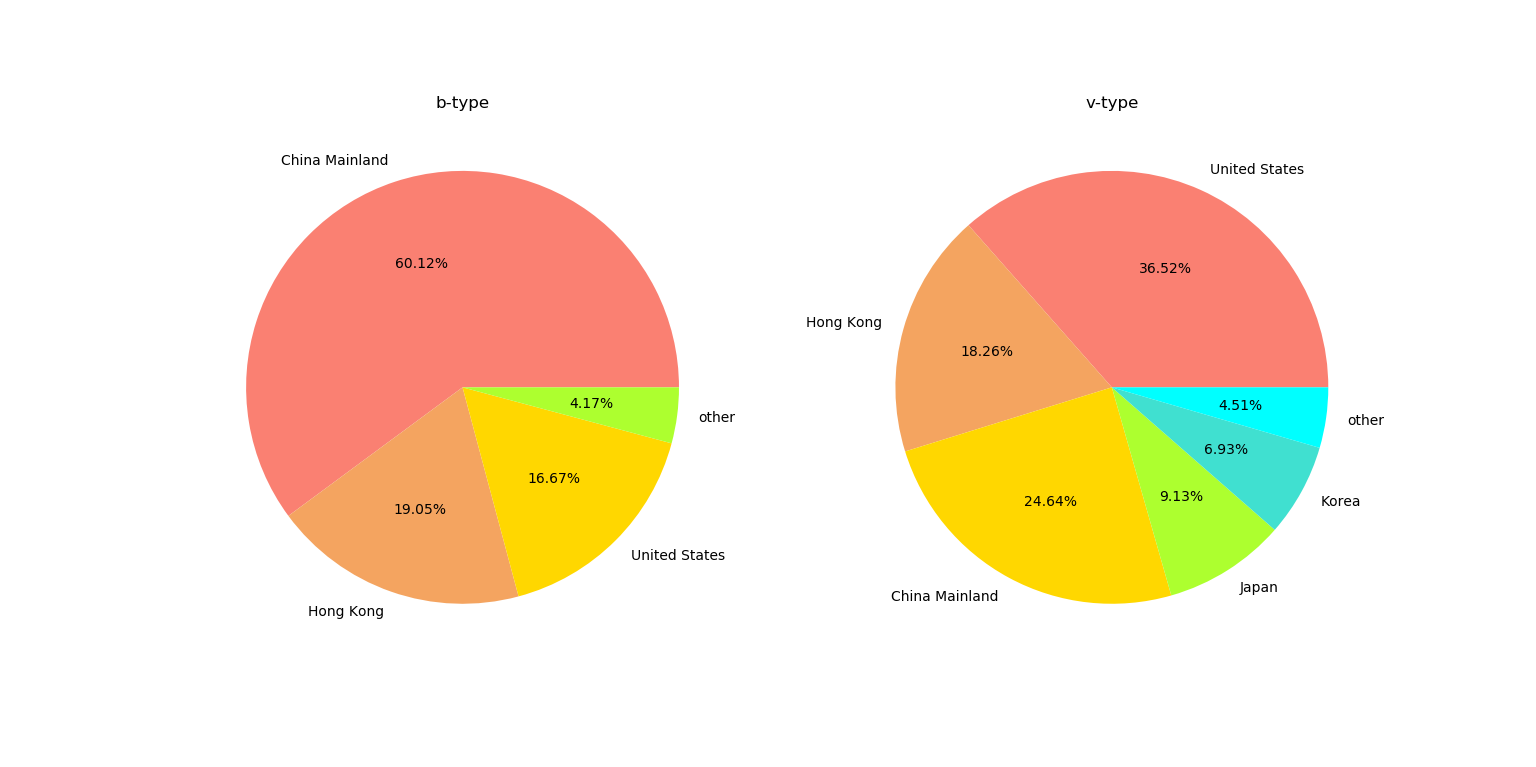 b-type
China Mainland
60.12%
19.05%
Hong Kong
16.67%
United States
4.17%
other
v-type
United States
36.52%
Hong Kong
18.26%
24.64%
China Mainland
9.13%
Japan
6.93%
Korea
4.51%
other